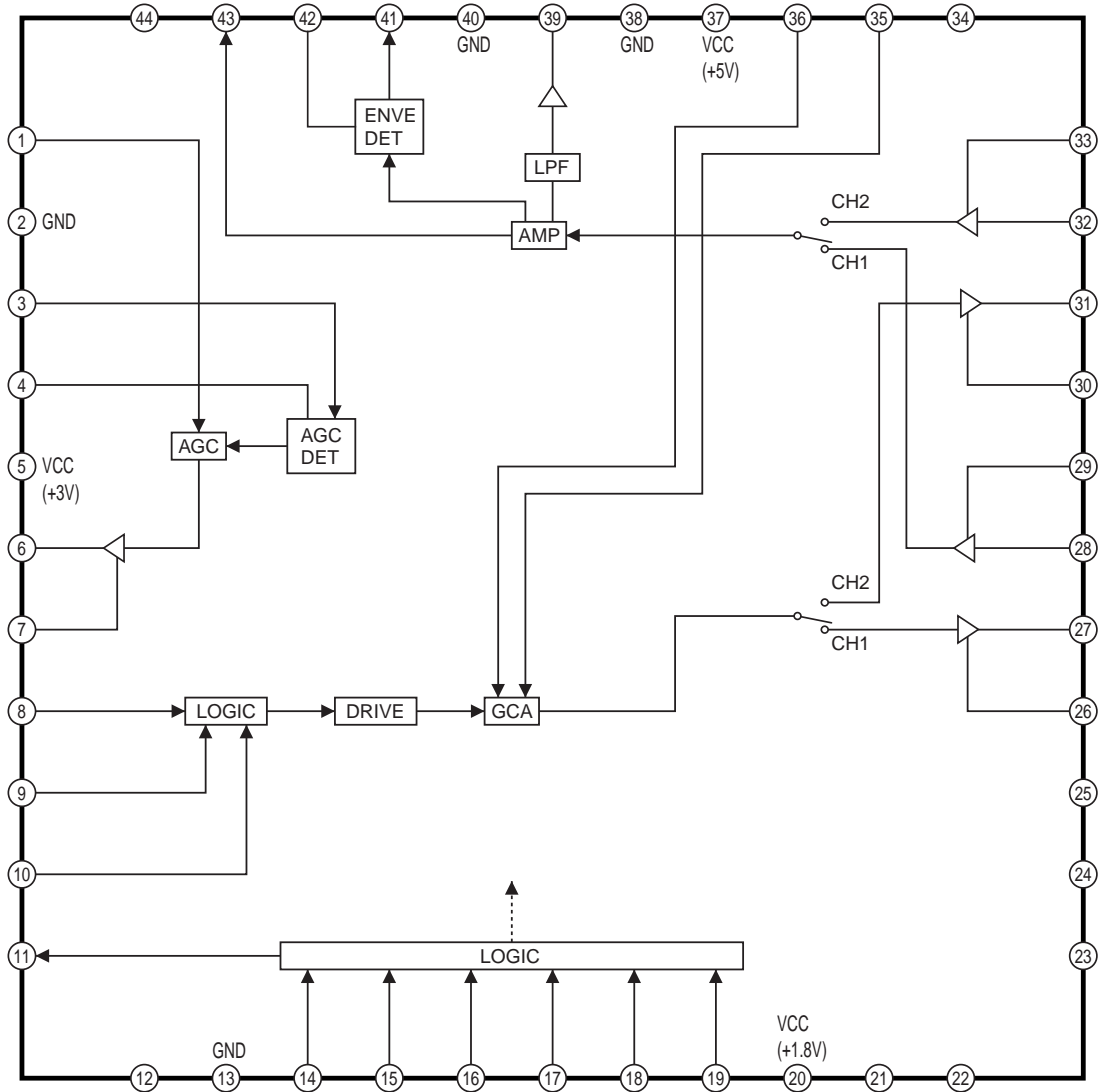 44 43 42 41 40 39 38 37 36 35 34
GND GND VCC
(+5V)
ENVE
DET
1 33
LPF
CH2
2 GND 32
AMP
CH1
3 31
4 30
AGC AGC
DET
5 VCC
(+3V)
29
6 28
CH2
7 27
CH1
8 LOGIC DRIVE GCA 26
9 25
10 24
11 LOGIC 23
VCC
(+1.8V)
GND
12 13 14 15 16 17 18 19 20 21 22